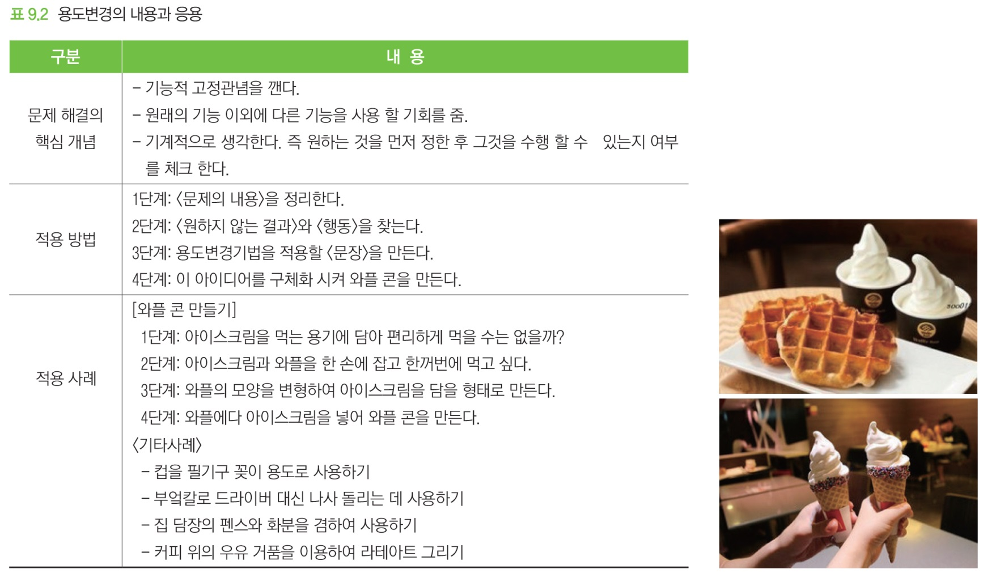 표 9.2 용도변경의 내용과 응용
구분
내 용
문제 해결의
핵심 개념
- 기능적 고정관념을 깬다.
- 원래의 기능 이외에 다른 기능을 사용 할 기회를 줌.
- 기계적으로 생각한다. 즉 원하는 것을 먼저 정한 후 그것을 수행 할 수 있는지 여부
를 체크 한다.
적용 방법
1단계: 〈문제의 내용〉을 정리한다.
2단계: 〈원하지 않는 결과〉와 〈행동〉을 찾는다.
3단계: 용도변경기법을 적용할 〈문장〉을 만든다.
4단계: 이 아이디어를 구체화 시켜 와플 콘을 만든다.
적용 사례
[와플 콘 만들기]
1단계: 아이스크림을 먹는 용기에 담아 편리하게 먹을 수는 없을까?
2단계: 아이스크림과 와플을 한 손에 잡고 한꺼번에 먹고 싶다.
3단계: 와플의 모양을 변형하여 아이스크림을 담을 형태로 만든다.
4단계: 와플에다 아이스크림을 넣어 와플 콘을 만든다.
〈기타사례〉
- 컵을 필기구 꽂이 용도로 사용하기
- 부엌칼로 드라이버 대신 나사 돌리는 데 사용하기
- 집 담장의 펜스와 화분을 겸하여 사용하기
- 커피 위의 우유 거품을 이용하여 라테아트 그리기